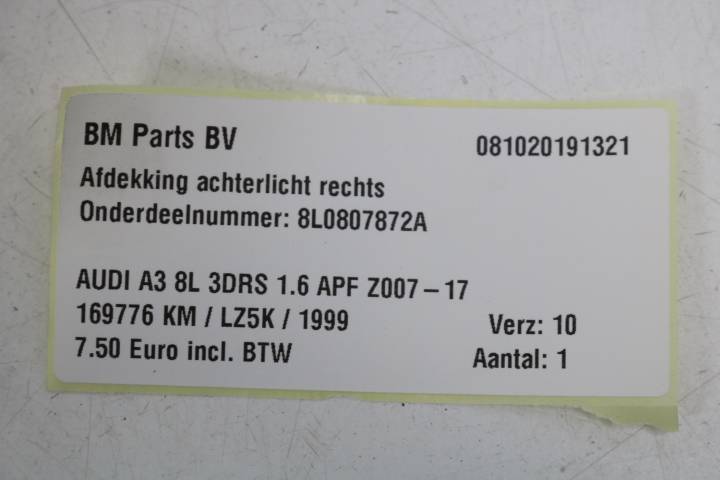 BM Parts BV 081020191321
Afdekking achterlicht rechts
Onderdeelnummer: 8L0807872A
AUDI A3 8L 3DRS 1.6 APF Z007-17
169776 KM / LZ5K / 1999 Verz: 10
7.50 Euro incl. BTW Aantal: 1